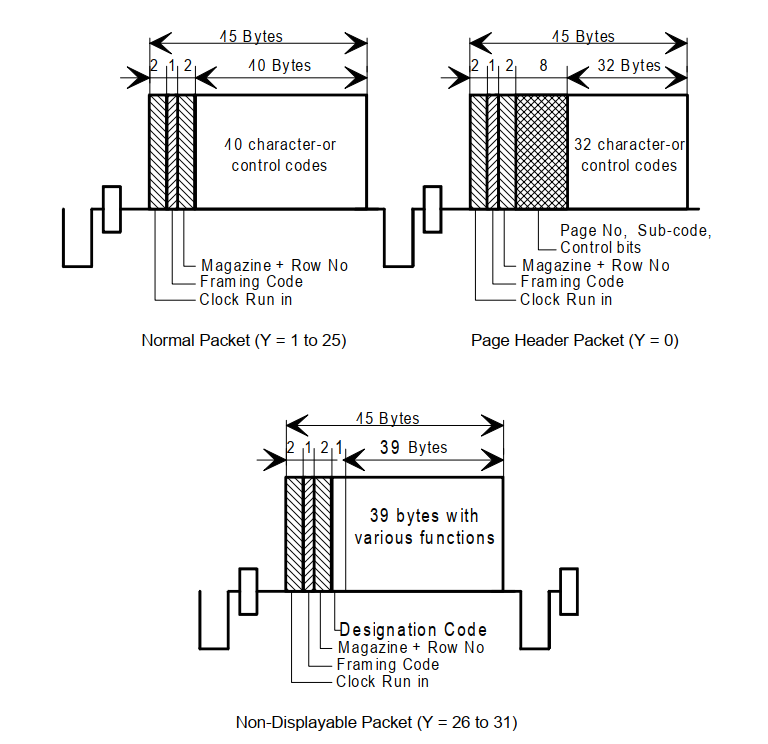 45 Bytes
2 1 2 40 Bytes
40 character-or
control codes
Magazine + Row No
Framing Code
Clock Run in
Normal Packet (Y = 1 to 25)
45 Bytes
2 1 2 8 32 Bytes
32 character-or
control codes
Page No, Sub-code,
Control bits
Magazine + Row No
Framing Code
Clock Run in
Page Header Packet (Y = 0)
45 Bytes
2 1 2 1 39 Bytes
39 bytes with
various functions
Designation Code
Magazine + Row No
Framing Code
Clock Run in
Non-Displayable Packet (Y = 26 to 31)